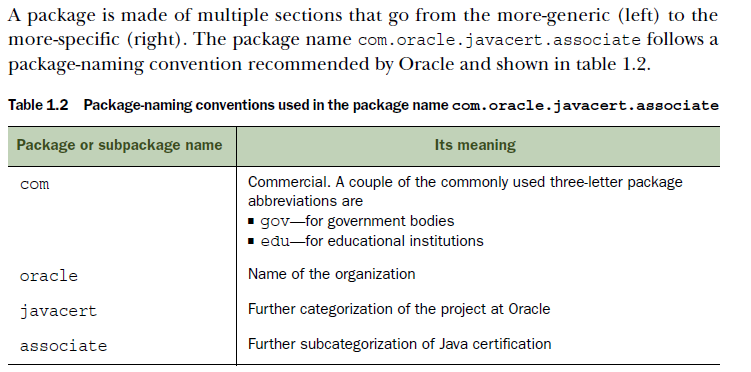 A package is made of multiple sections that go from the more-generic (left) to the
more-specific (right). The package name com.oracle.javacert.associate follows a
package-naming convention recommended by Oracle and shown in table 1.2.
Table 1.2 Package-naming conventions used in the package name com.oracle.javacert.associate
Package or subpackage name Its meaning
com Commercial. A couple of the commonly used three-letter package
abbreviations are
■ gov—for government bodies
■ edu—for educational institutions
oracle Name of the organization
javacert Further categorization of the project at Oracle
associate Further subcategorization of Java certification